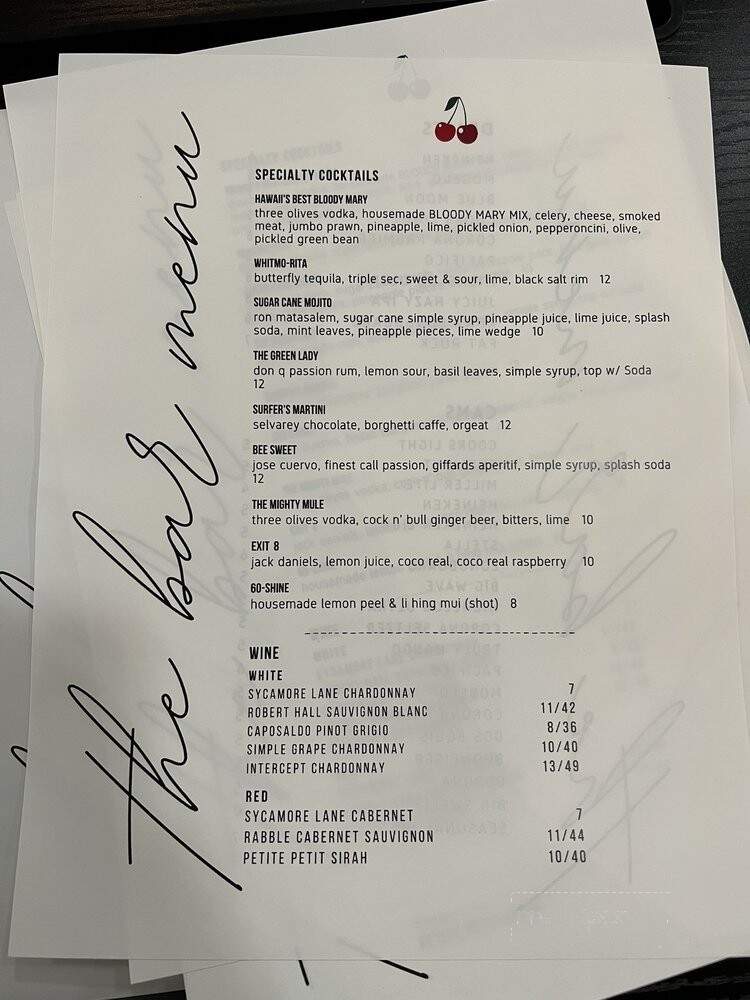 the bar menu
SPECIALTY COCKTAILS
HAWAII'S BEST BLOODY MARY
three olives vodka, housemade BLOODY MARY MIX, celery, cheese, smoked
meat, jumbo prawn, pineapple, lime, pickled onion, pepperoncini, olive,
pickled green bean
WHITMO-RITA
butterfly tequila, triple sec, sweet & sour, lime, black salt rim 12
SUGAR CANE MOJITO
ron matasalem, sugar cane simple syrup, pineapple juice, lime juice, splash
soda, mint leaves, pineapple pieces, lime wedge 10
THE GREEN LADY
don q passion rum, lemon sour, basil leaves, simple syrup, top w/ Soda
12
SURFER'S MARTINI
selvarey chocolate, borghetti caffe, orgeat 12
BEE SWEET
jose cuervo, finest call passion, giffards aperitif, simple syrup, splash soda
12
THE MIGHTY MULE
three olives vodka, cock n' bull ginger beer, bitters, lime 10
EXIT 8
jack daniels, lemon juice, coco real, coco real raspberry 10
60-SHINE
housemade lemon peel & li hing mui (shot) 8
WINE
WHITE
SYCAMORE LANE CHARDONNAY 7
ROBERT HALL SAUVIGNON BLANC 11/42
CAPOSALDO PINOT GRIGIO 8/36
SIMPLE GRAPE CHARDONNAY 10/40
INTERCEPT CHARDONNAY 13/49
RED
SYCAMORE LANE CABERNET 7
RABBLE CABERNET SAUVIGNON 11/44
PETITE PETIT SIRAH 10/40